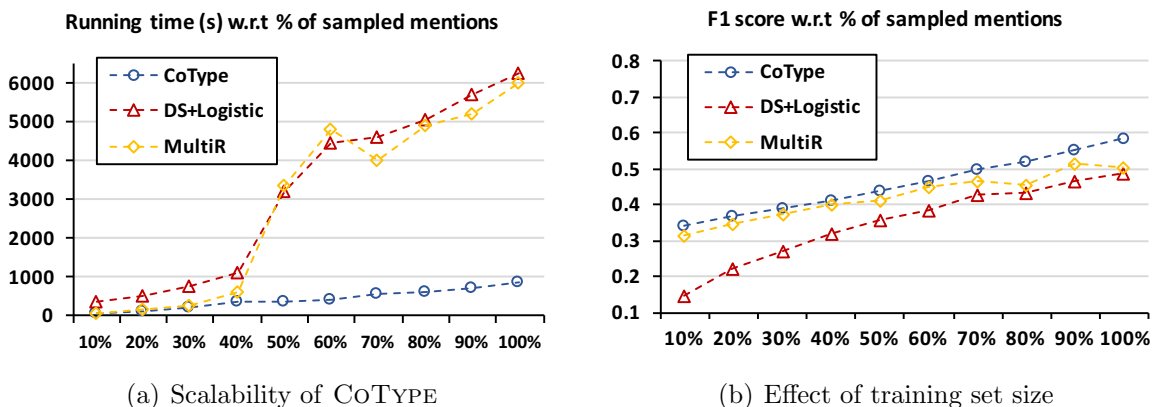 Running time (s) w.r.t % of sampled mentions
CoType
DS+Logistic
MultiR
6000
5000
4000
3000
2000
1000
0
10% 20% 30% 40% 50% 60% 70% 80% 90% 100%
(a) Scalability of COTYPE
F1 score w.r.t % of sampled mentions
CoType
DS+Logistic
MultiR
0.8
0.7
0.6
0.5
0.4
0.3
0.2
0.1
10% 20% 30% 40% 50% 60% 70% 80% 90% 100%
(b) Effect of training set size